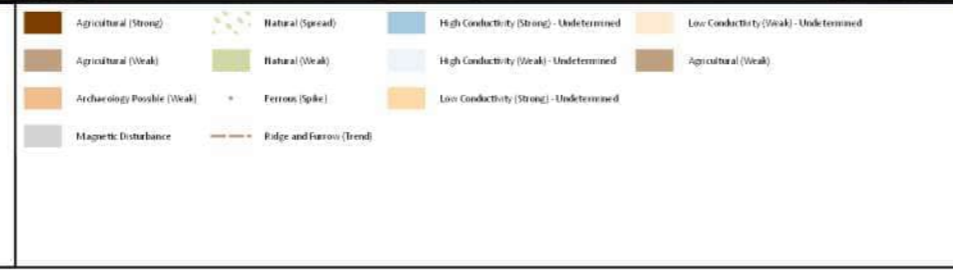 Agricultural (Strong)
Natural (Spread)
High Conductivity (Strong) - Undetermined
Low Conductivity (Weak) - Undetermined
Agricultural (Weak)
Natural (Weak)
High Conductivity (Weak) - Undetermined
Agricultural (Weak)
Archaeology Possible (Weak)
Ferrous (Spike)
Low Conductivity (Strong) - Undetermined
Magnetic Disturbance
Ridge and Furrow (Trend)